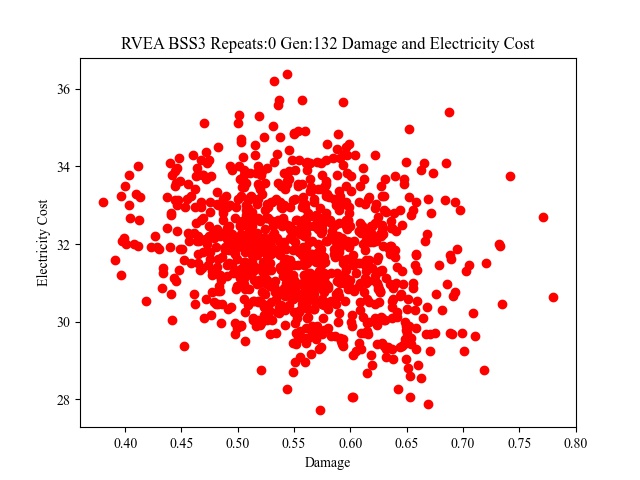 RVEA BSS3 Repeats:0 Gen:132 Damage and Electricity Cost
36
34
32
30
28
Electricity Cost
0.40 0.45 0.50 0.55 0.60 0.65 0.70 0.75 0.80
Damage